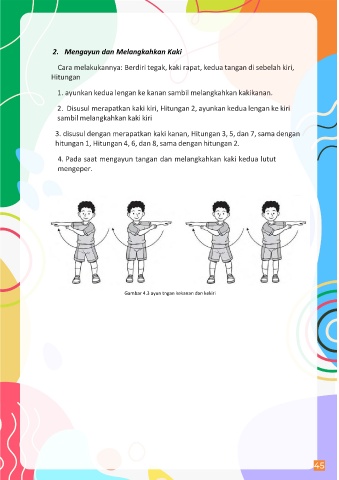 2. Mengayun dan Melangkahkan Kaki
Cara melakukannya: Berdiri tegak, kaki rapat, kedua tangan di sebelah kiri,
Hitungan
1. ayunkan kedua lengan ke kanan sambil melangkahkan kakikanan.
2. Disusul merapatkan kaki kiri, Hitungan 2, ayunkan kedua lengan ke kiri
sambil melangkahkan kaki kiri
3. disusul dengan merapatkan kaki kanan, Hitungan 3, 5, dan 7, sama dengan
hitungan 1, Hitungan 4, 6, dan 8, sama dengan hitungan 2.
4. Pada saat mengayun tangan dan melangkahkan kaki kedua lutut
mengeper.
Gambar 4.3 ayun tngan kekanan dan kekiri
45